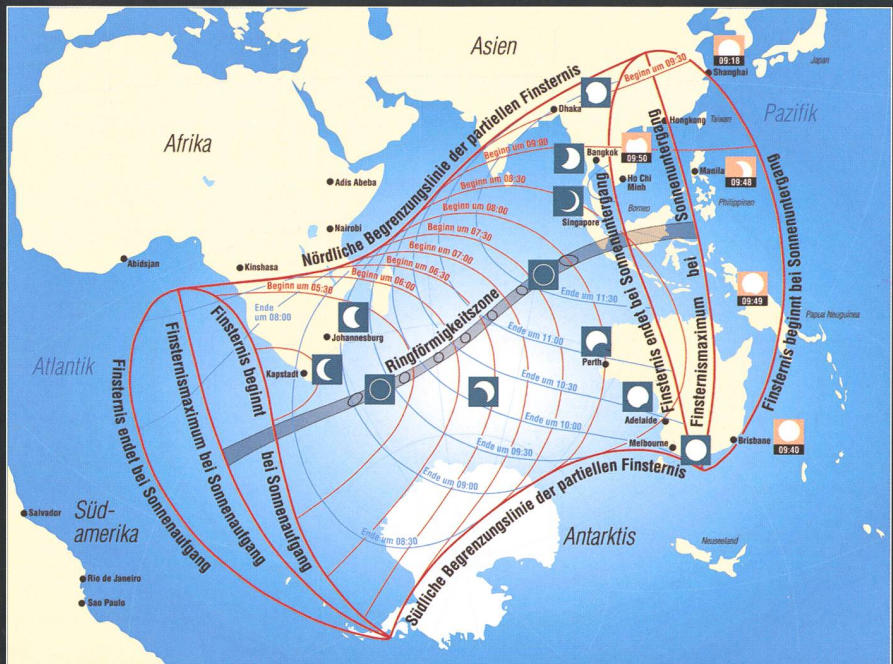 Asien
Japan
09:18
Shanghai
Beginn um 09:30
Nördliche Begrenzungslinie der partiellen Finsternis
Dhaka
Pazifik
Hongkong
Taiwan
Afrika
Beginn um 09:00
Bangkok
09:50
Manila
09:48
Ho Chi
Minh
Philippinen
Adis Abeba
Beginn um 08:30
Singapore
Borneo
Sonnenuntergang
Beginn um 08:00
Nairobi
Beginn um 07:30
Abidsjan
Kinshasa
Beginn um 07:00
Beginn um 06:30
Beginn um 06:00
Beginn um 05:30
Ende um 11:30
09:49
Papua Neuguinea
Ende
um 08:00
Johannesburg
Ringförmigkeitszone
Ende um 11:00
Perth
Atlantik
Kapstadt
Ende um 10:30
Finsternis endet bei Sonnenuntergang
Finsternismaximum bei
Finsternis beginnt bei Sonnenuntergang
Adelaide
Ende um 10:00
Melbourne
Brisbane
09:40
Ende um 09:30
Finsternis endet bei Sonnenaufgang
Finsternismaximum bei Sonnenaufgang
Finsternis beginnt
bei Sonnenaufgang
Ende um 09:00
Südliche Begrenzungslinie der partiellen Finsternis
Salvador
Süd-
amerika
Ende um 08:30
Antarktis
Neuseeland
Rio de Janeiro
Sao Paulo